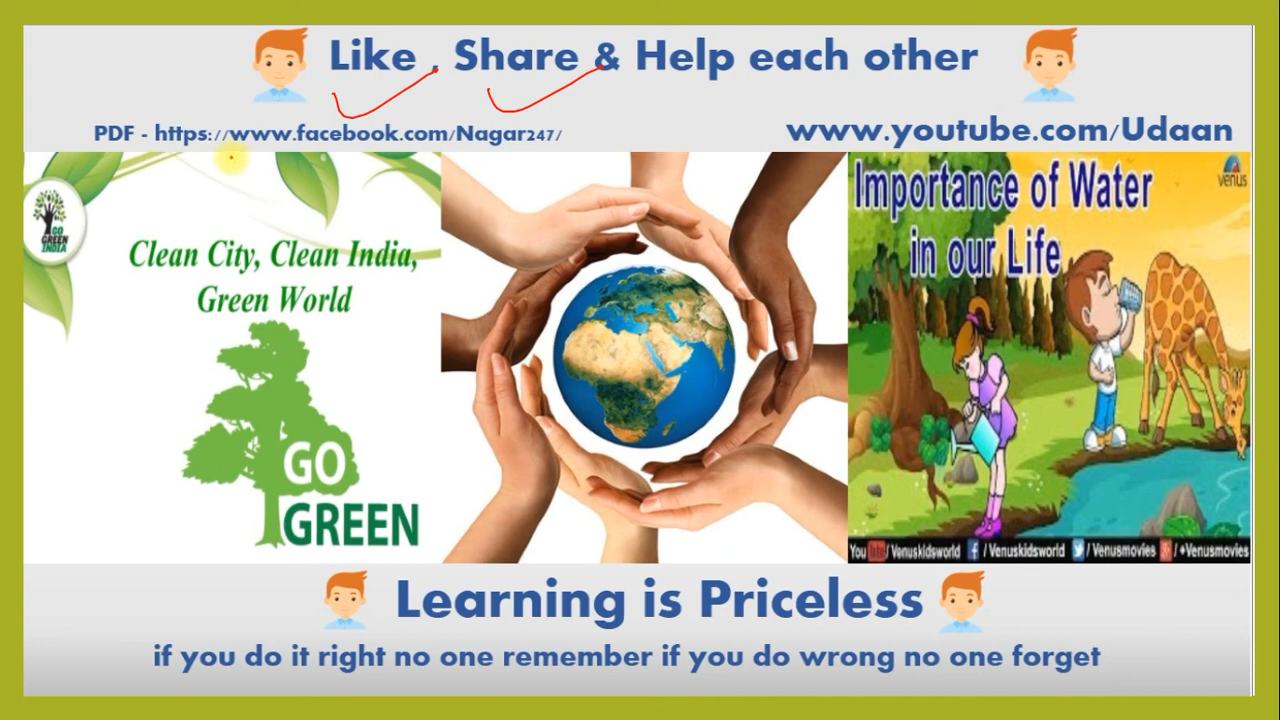 Like , Share & Help each other
PDF - https://www.facebook.com/Nagar247/
www.youtube.com/Udaan
GO
GREEN
INDIA
Clean City, Clean India,
Green World
GO
GREEN
Importance of Water
in our Life
venus
You Tube/Venuskidsworld f/Venuskidsworld /Venusmovies g+/+Venusmovies
Learning is Priceless
if you do it right no one remember if you do wrong no one forget